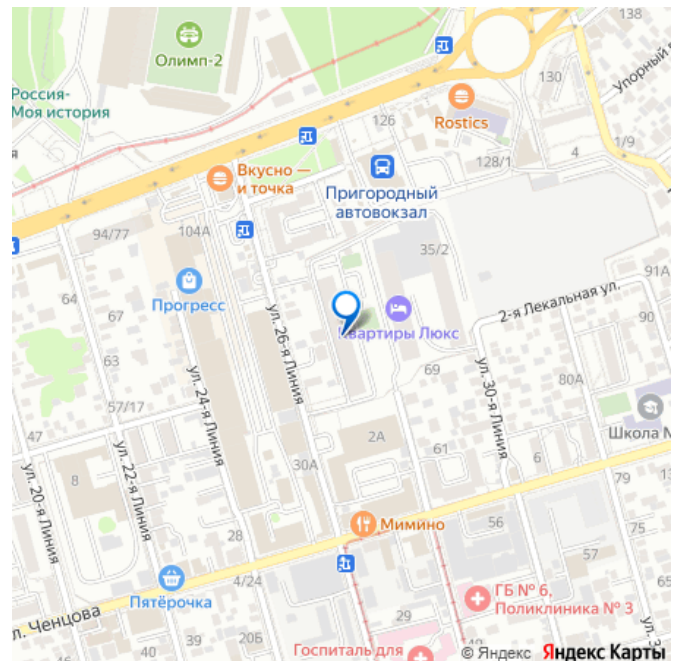 138
Олимп-2
130
Упорный
Россия-
Моя история
126
Rostics
1/9
4
128/1
Вкусно —
и точка
Пригородный
автовокзал
94/77
104А
35/2
64
Прогресс
2-я Лекальная ул.
91А
67
90
Квартиры Люкс
ул. 26-я Линия
63
69
ул. 30-я Линия
80А
57/17
ул. 24-я Линия
Школа №
47
2А
ул. 22-я Линия
61
6
79
8
30А
ул. 20-я Линия
75
Мимино
56
28
73
57
Пятёрочка
4/24
ГБ № 6,
Поликлиника № 3
л. Ченцова
29
40
39
20Б
Госпиталь для
© Яндекс Яндекс Карты